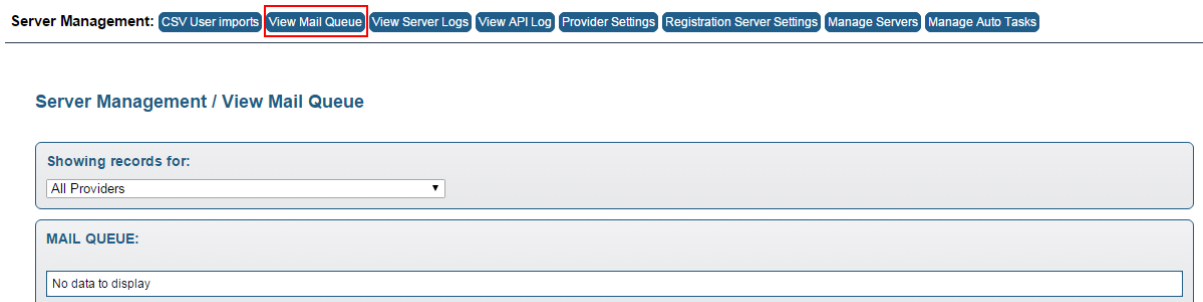 Server Management: CSV User imports View Mail Queue View Server Logs View API Log Provider Settings Registration Server Settings Manage Servers Manage Auto Tasks
Server Management / View Mail Queue
Showing records for:
All Providers
MAIL QUEUE:
No data to display